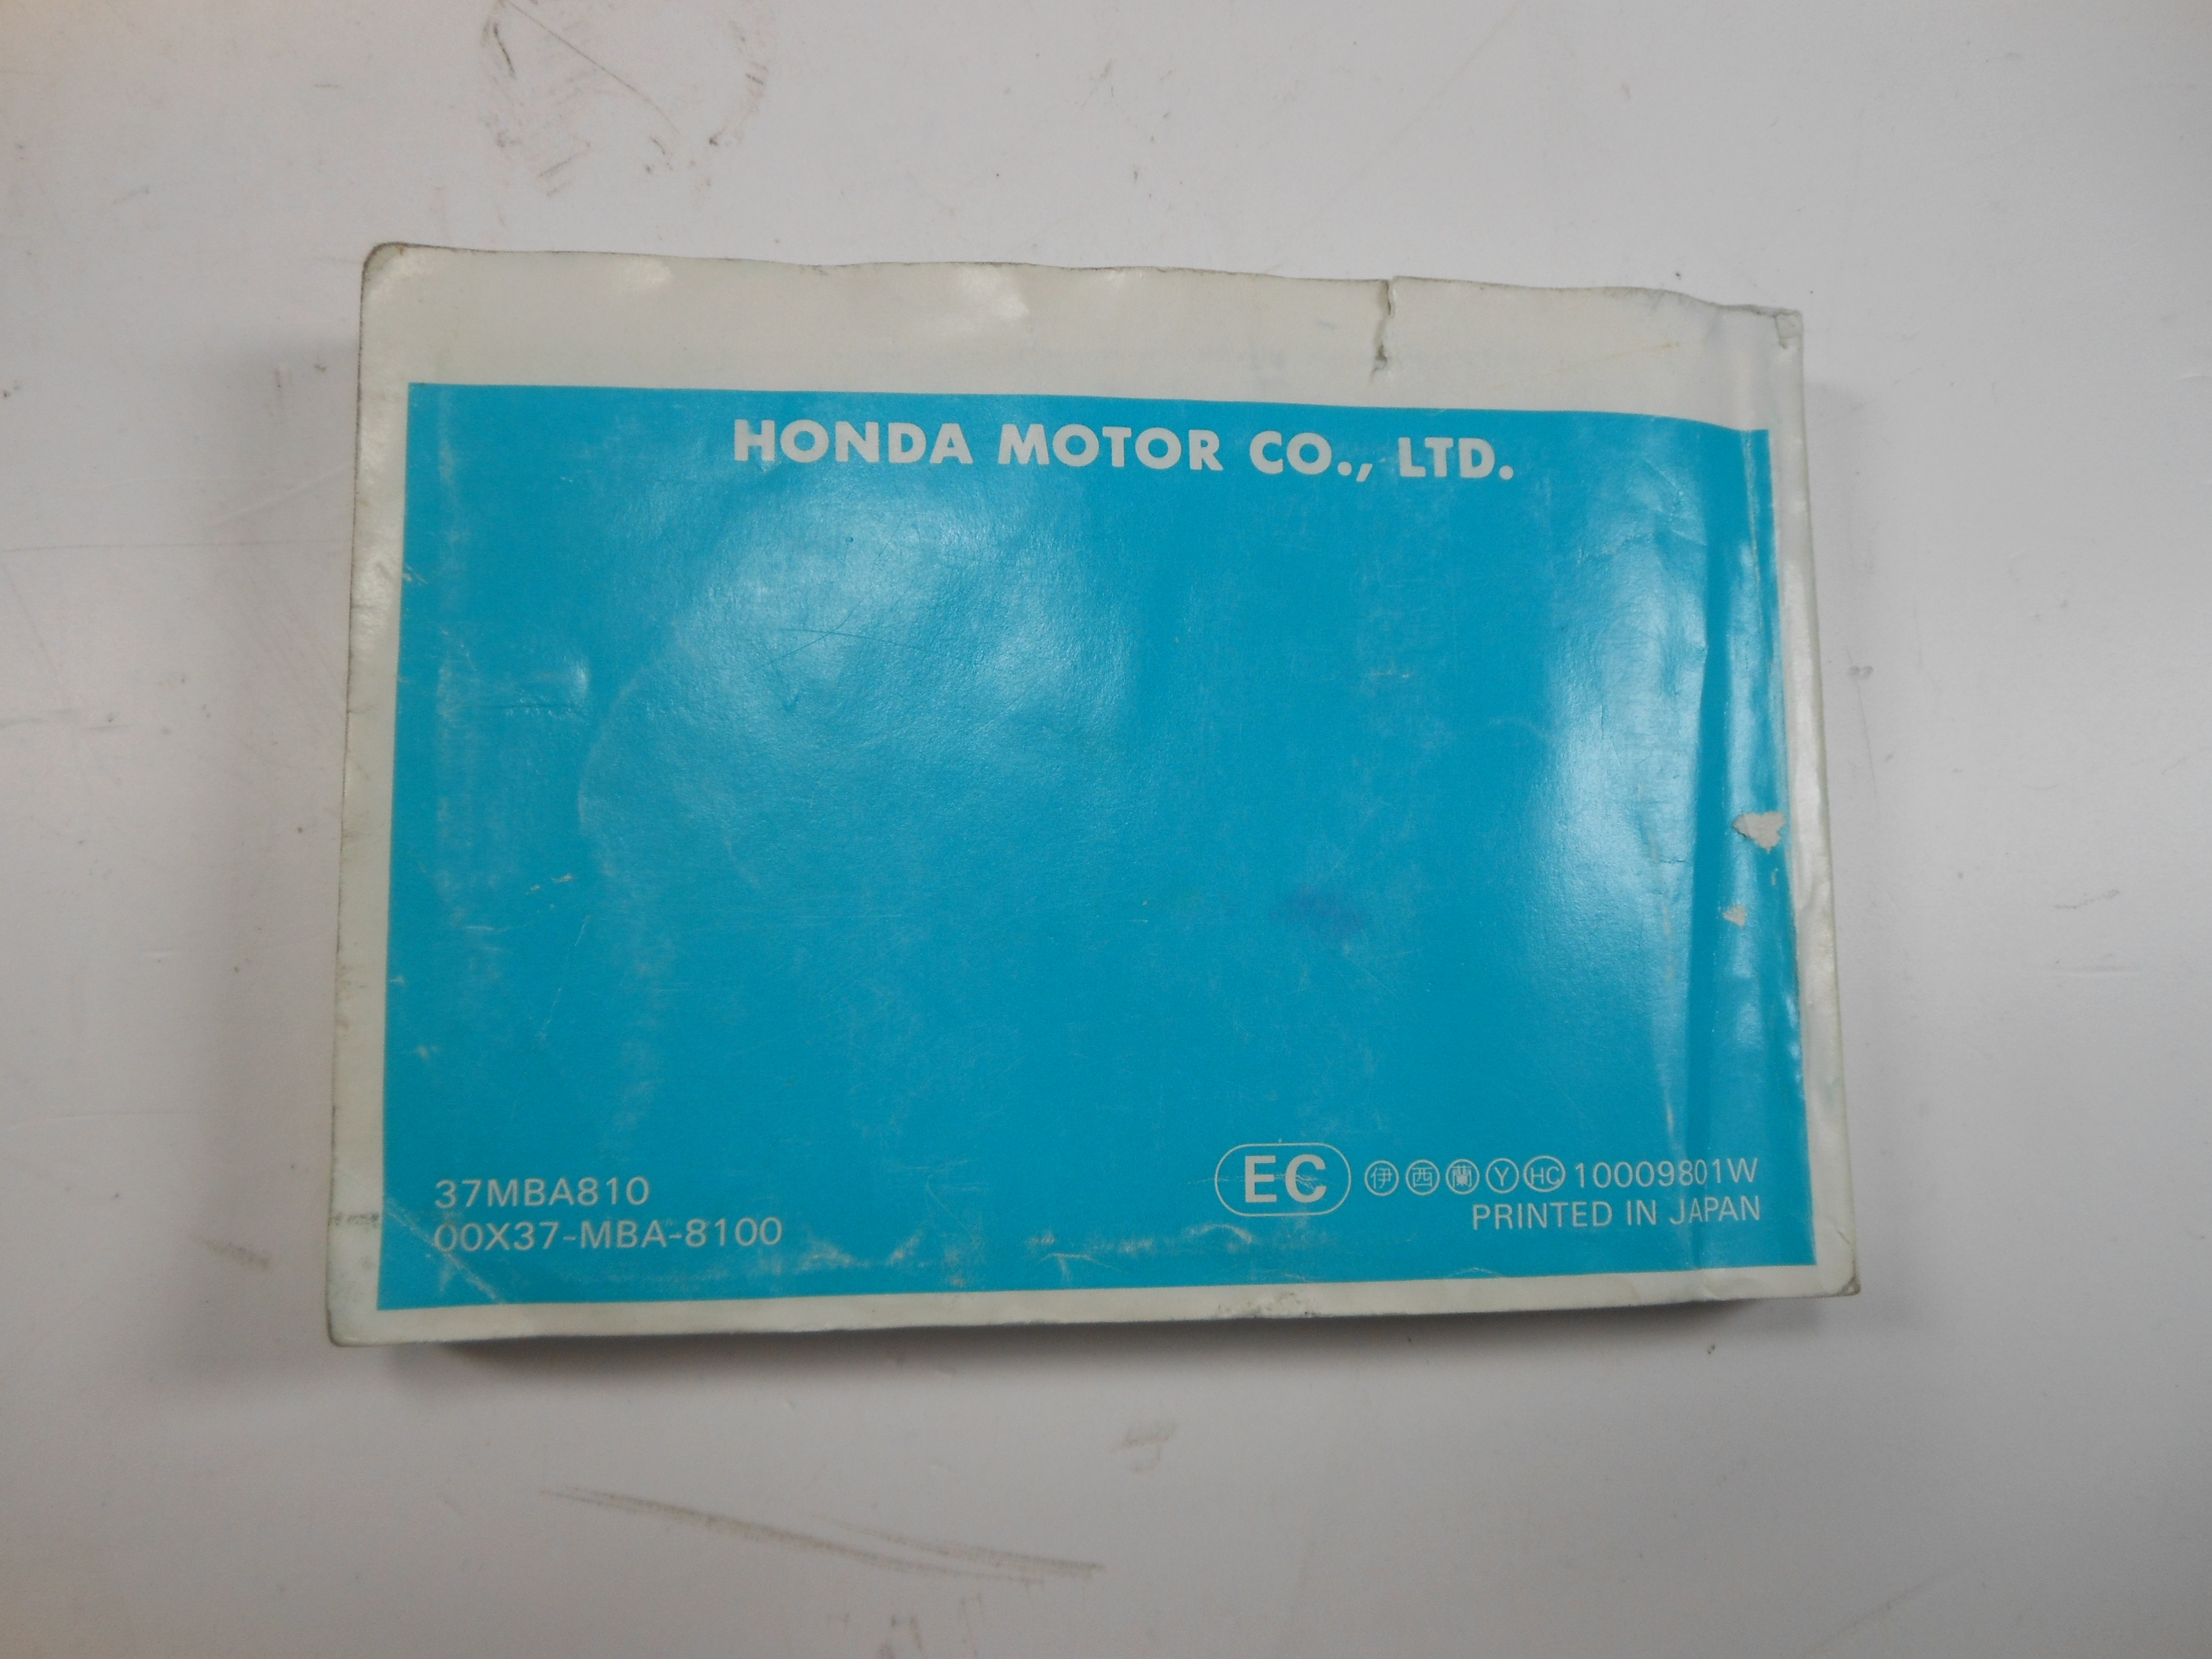 HONDA MOTOR CO., LTD.
37MBA810
00X37-MBA-8100
EC 伊 西 蘭 Y HC 10009801W
PRINTED IN JAPAN